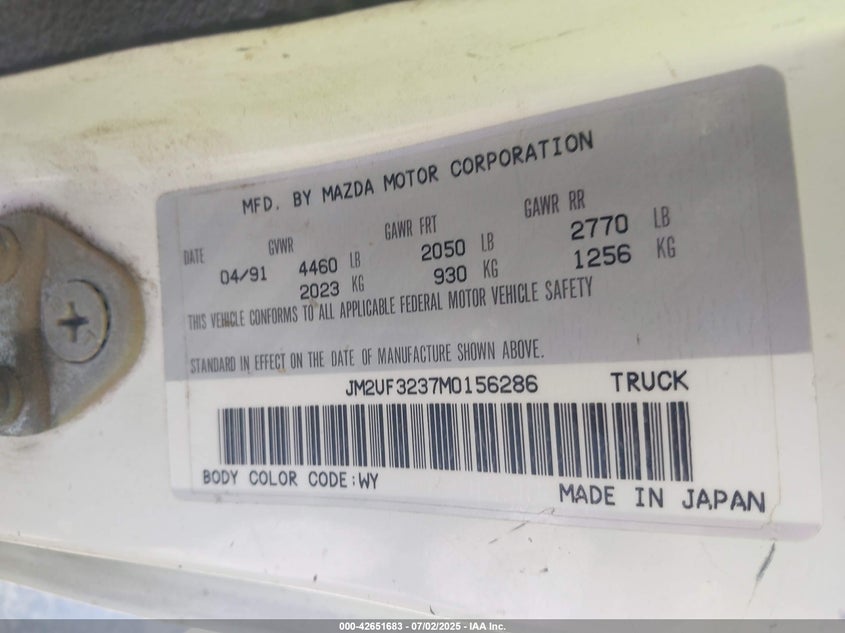 MFD. BY MAZDA MOTOR CORPORATION
DATE GVWR GAWR FRT GAWR RR
04/91 4460 LB 2050 LB 2770 LB
2023 KG 930 KG 1256 KG
THIS VEHICLE CONFORMS TO ALL APPLICABLE FEDERAL MOTOR VEHICLE SAFETY
STANDARD IN EFFECT ON THE DATE OF MANUFACTURE SHOWN ABOVE.
JM2UF3237M0156286 TRUCK
BODY COLOR CODE:WY
MADE IN JAPAN
000-42651683 - 07/02/2025 - IAA Inc.